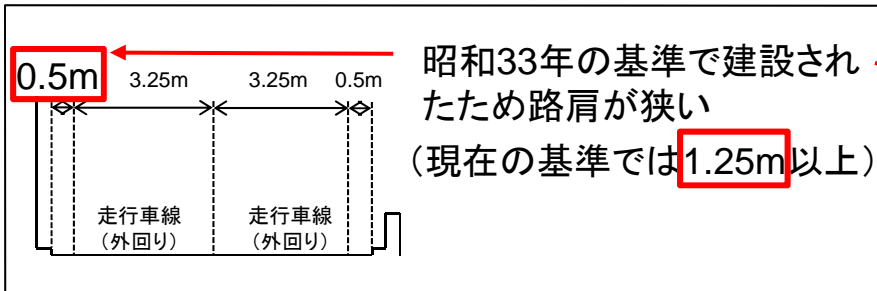 0.5m 3.25m 3.25m 0.5m
走行車線 走行車線
（外回り） （外回り）
昭和33年の基準で建設され
たため路肩が狭い
（現在の基準では1.25m以上）